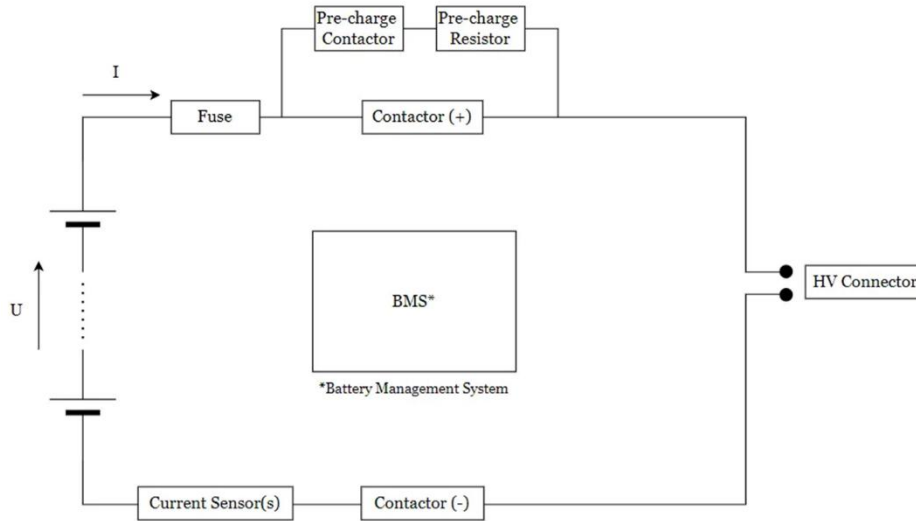 Pre-charge
Contactor
Pre-charge
Resistor
I
Fuse
Contactor (+)
U
BMS*
HV Connector
*Battery Management System
Current Sensor(s)
Contactor (-)